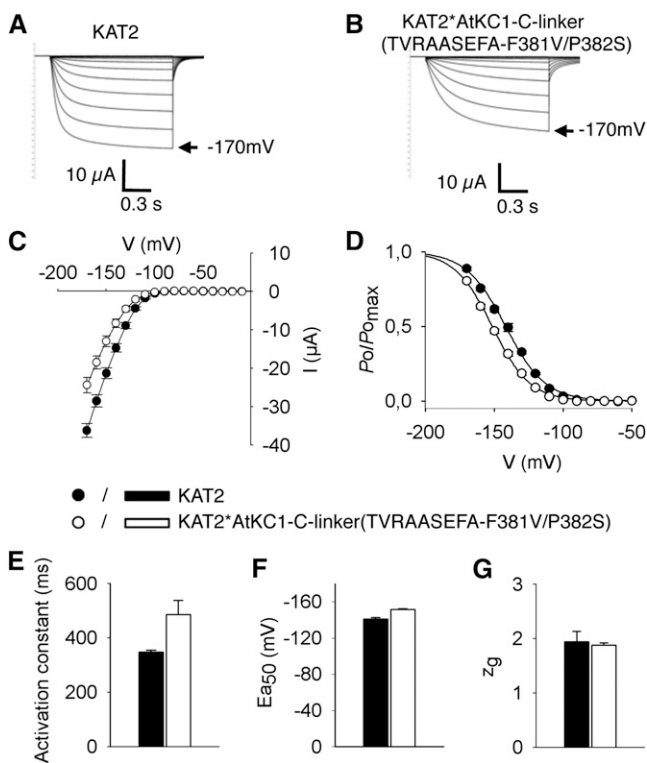 A
KAT2
-170mV
10 µA
0.3 s
B
KAT2*AtKC1-C-linker
(TVRAASEFA-F381V/P382S)
-170mV
10 µA
0.3 s
C
V (mV)
-200 -150 -100 -50
10
0
-10
-20
-30
-40
I (µA)
D
1,0
0,5
0,0
Po/Pomax
-200 -150 -100 -50
V (mV)
/ KAT2
/ KAT2*AtKC1-C-linker(TVRAASEFA-F381V/P382S)
E
Activation constant (ms)
600
400
200
0
F
Ea50 (mV)
-160
-120
-80
-40
-0
G
zg
3
2
1
0